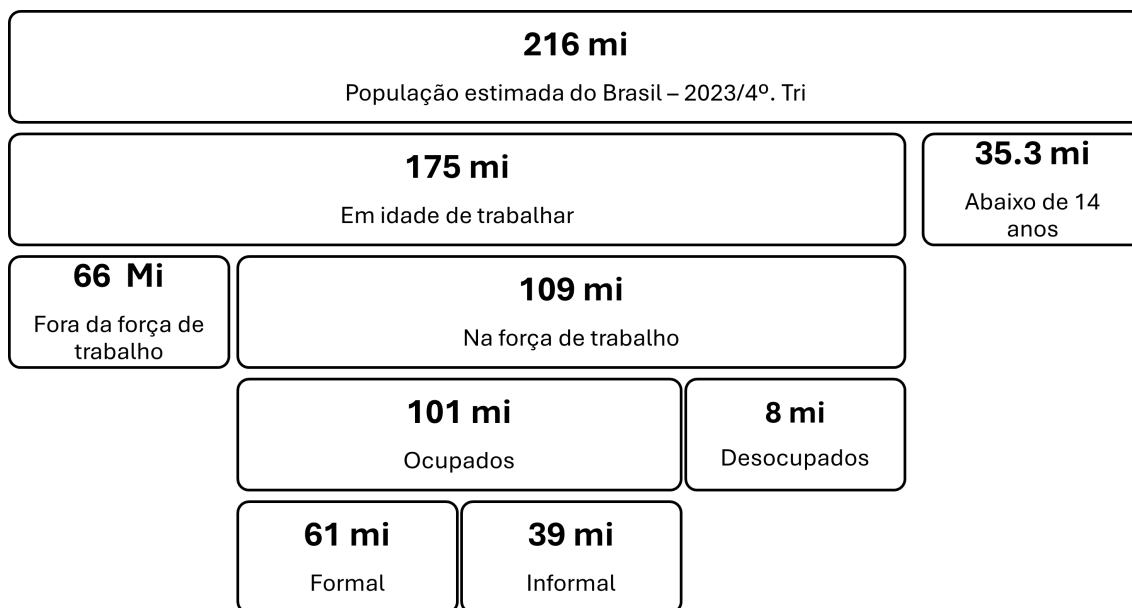 216 mi
População estimada do Brasil – 2023/4º. Tri
175 mi
Em idade de trabalhar
35.3 mi
Abaixo de 14
anos
66  Mi
Fora da força de
trabalho
109 mi
Na força de trabalho
101 mi
Ocupados
8 mi
Desocupados
61 mi
Formal
39 mi
Informal